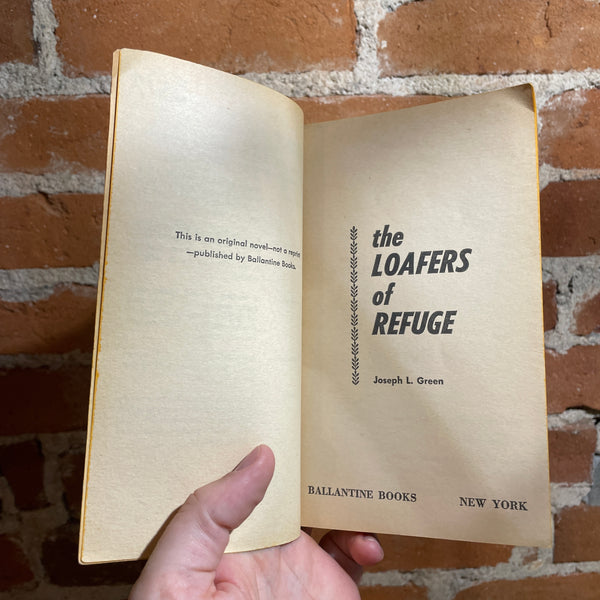 This is an original novel—not a reprint
—published by Ballantine Books.
the
LOAFERS
of
REFUGE
Joseph L. Green
BALLANTINE BOOKS NEW YORK